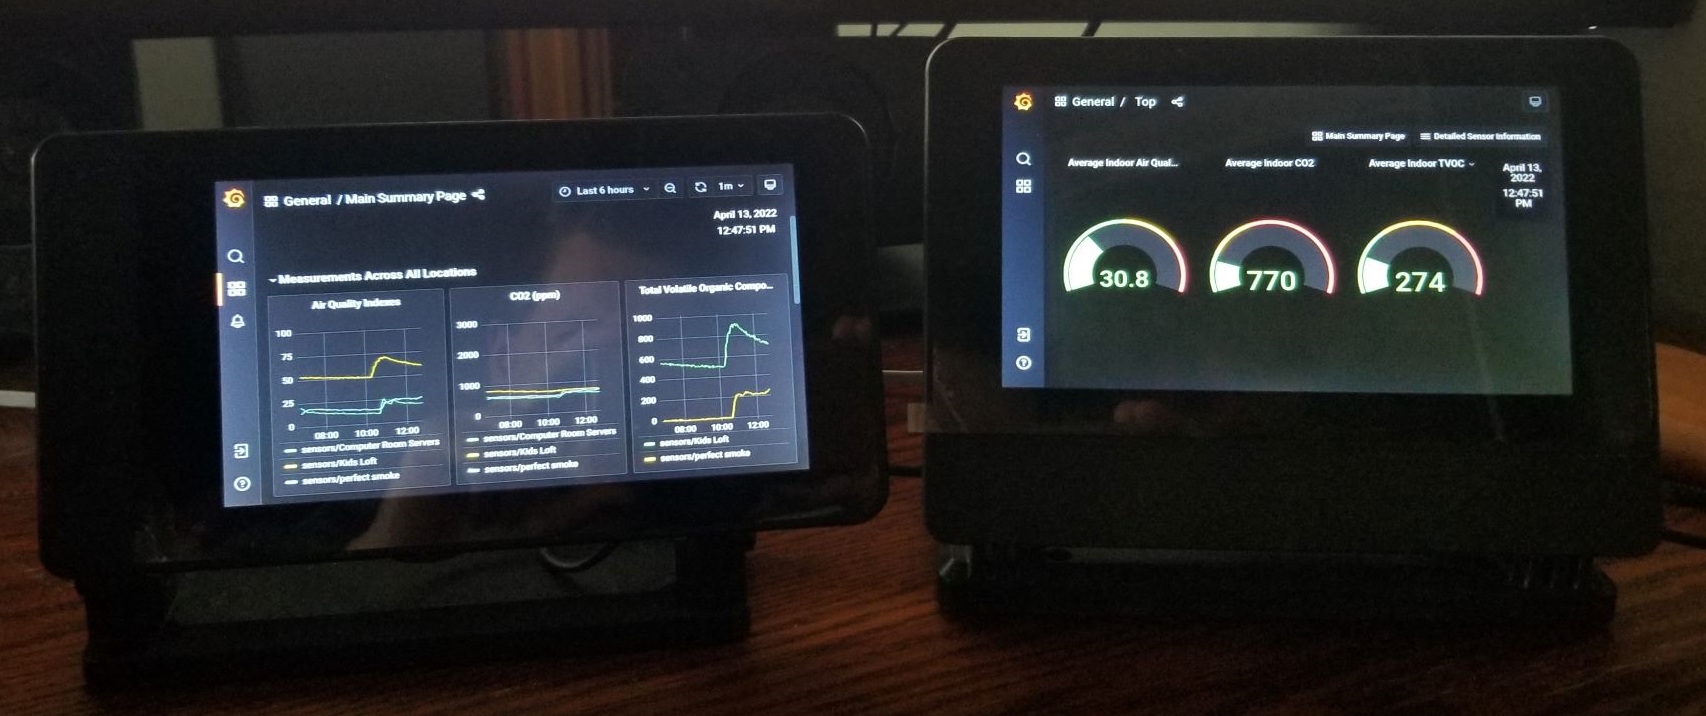 General / Main Summary Page
Last 6 hours
1m
April 13, 2022
12:47:51 PM
Measurements Across All Locations
Air Quality Indexes
100
75
50
25
0
08:00 10:00 12:00
sensors/Computer Room Servers
sensors/Kids Loft
sensors/perfect smoke
CO2 (ppm)
3000
2000
1000
0
08:00 10:00 12:00
sensors/Computer Room Servers
sensors/Kids Loft
sensors/perfect smoke
Total Volatile Organic Compo...
1000
800
600
400
200
0
08:00 10:00 12:00
sensors/Kids Loft
sensors/perfect smoke
General / Top
Main Summary Page
Detailed Sensor Information
Average Indoor Air Qual...
30.8
Average Indoor CO2
770
Average Indoor TVOC
274
April 13,
2022
12:47:51
PM